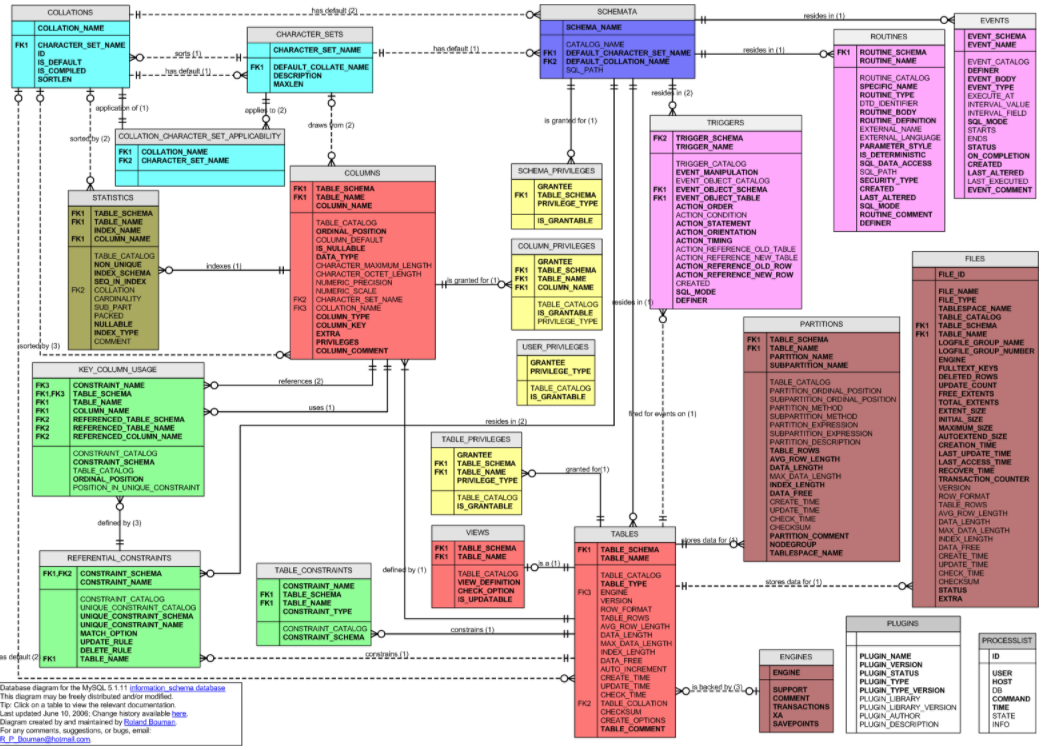 COLLATIONS
COLLATION_NAME
FK1 CHARACTER_SET_NAME
ID
IS_DEFAULT
IS_COMPILED
SORTLEN
has default (2)
CHARACTER_SETS
CHARACTER_SET_NAME
FK1 DEFAULT_COLLATE_NAME
DESCRIPTION
MAXLEN
sorts (1)
has default (1)
has default (1)
SCHEMATA
SCHEMA_NAME
CATALOG_NAME
FK1 DEFAULT_CHARACTER_SET_NAME
FK2 DEFAULT_COLLATION_NAME
SQL_PATH
resides in (1)
resides in (1)
ROUTINES
FK1 ROUTINE_SCHEMA
ROUTINE_NAME
ROUTINE_CATALOG
SPECIFIC_NAME
ROUTINE_TYPE
DTD_IDENTIFIER
ROUTINE_BODY
ROUTINE_DEFINITION
EXTERNAL_NAME
EXTERNAL_LANGUAGE
PARAMETER_STYLE
IS_DETERMINISTIC
SQL_DATA_ACCESS
SQL_PATH
SECURITY_TYPE
CREATED
LAST_ALTERED
SQL_MODE
ROUTINE_COMMENT
DEFINER
EVENTS
EVENT_SCHEMA
EVENT_NAME
EVENT_CATALOG
DEFINER
EVENT_BODY
EVENT_TYPE
EXECUTE_AT
INTERVAL_VALUE
INTERVAL_FIELD
SQL_MODE
STARTS
ENDS
STATUS
ON_COMPLETION
CREATED
LAST_ALTERED
LAST_EXECUTED
EVENT_COMMENT
application of (1)
applies to (2)
sorted by (2)
draws from (2)
is granted for (1)
resides in (2)
COLLATION_CHARACTER_SET_APPLICABILITY
FK1 COLLATION_NAME
FK2 CHARACTER_SET_NAME
TRIGGERS
FK2 TRIGGER_SCHEMA
TRIGGER_NAME
TRIGGER_CATALOG
EVENT_MANIPULATION
EVENT_OBJECT_CATALOG
FK1 EVENT_OBJECT_SCHEMA
FK1 EVENT_OBJECT_TABLE
ACTION_ORDER
ACTION_CONDITION
ACTION_STATEMENT
ACTION_ORIENTATION
ACTION_TIMING
ACTION_REFERENCE_OLD_TABLE
ACTION_REFERENCE_NEW_TABLE
ACTION_REFERENCE_OLD_ROW
ACTION_REFERENCE_NEW_ROW
CREATED
SQL_MODE
DEFINER
STATISTICS
FK1 TABLE_SCHEMA
FK1 TABLE_NAME
INDEX_NAME
FK1 COLUMN_NAME
TABLE_CATALOG
NON_UNIQUE
INDEX_SCHEMA
SEQ_IN_INDEX
FK2 COLLATION
CARDINALITY
SUB_PART
PACKED
NULLABLE
INDEX_TYPE
COMMENT
indexes (1)
COLUMNS
FK1 TABLE_SCHEMA
FK1 TABLE_NAME
COLUMN_NAME
TABLE_CATALOG
ORDINAL_POSITION
COLUMN_DEFAULT
IS_NULLABLE
DATA_TYPE
CHARACTER_MAXIMUM_LENGTH
CHARACTER_OCTET_LENGTH
NUMERIC_PRECISION
NUMERIC_SCALE
FK2 CHARACTER_SET_NAME
FK3 COLLATION_NAME
COLUMN_TYPE
COLUMN_KEY
EXTRA
PRIVILEGES
COLUMN_COMMENT
SCHEMA_PRIVILEGES
GRANTEE
FK1 TABLE_SCHEMA
PRIVILEGE_TYPE
IS_GRANTABLE
COLUMN_PRIVILEGES
GRANTEE
FK1 TABLE_SCHEMA
FK1 TABLE_NAME
FK1 COLUMN_NAME
TABLE_CATALOG
IS_GRANTABLE
PRIVILEGE_TYPE
is granted for (1)
resides in (1)
USER_PRIVILEGES
GRANTEE
PRIVILEGE_TYPE
TABLE_CATALOG
IS_GRANTABLE
FILES
FILE_ID
FILE_NAME
FILE_TYPE
TABLESPACE_NAME
TABLE_CATALOG
FK1 TABLE_SCHEMA
FK1 TABLE_NAME
LOGFILE_GROUP_NAME
LOGFILE_GROUP_NUMBER
ENGINE
FULLTEXT_KEYS
DELETED_ROWS
UPDATE_COUNT
FREE_EXTENTS
TOTAL_EXTENTS
EXTENT_SIZE
INITIAL_SIZE
MAXIMUM_SIZE
AUTOEXTEND_SIZE
CREATION_TIME
LAST_UPDATE_TIME
LAST_ACCESS_TIME
RECOVER_TIME
TRANSACTION_COUNTER
VERSION
ROW_FORMAT
TABLE_ROWS
AVG_ROW_LENGTH
DATA_LENGTH
MAX_DATA_LENGTH
INDEX_LENGTH
DATA_FREE
CREATE_TIME
UPDATE_TIME
CHECK_TIME
CHECKSUM
STATUS
EXTRA
PARTITIONS
FK1 TABLE_SCHEMA
FK1 TABLE_NAME
PARTITION_NAME
SUBPARTITION_NAME
TABLE_CATALOG
PARTITION_ORDINAL_POSITION
SUBPARTITION_ORDINAL_POSITION
PARTITION_METHOD
SUBPARTITION_METHOD
PARTITION_EXPRESSION
SUBPARTITION_EXPRESSION
PARTITION_DESCRIPTION
TABLE_ROWS
AVG_ROW_LENGTH
DATA_LENGTH
MAX_DATA_LENGTH
INDEX_LENGTH
DATA_FREE
CREATE_TIME
UPDATE_TIME
CHECK_TIME
CHECKSUM
PARTITION_COMMENT
NODEGROUP
TABLESPACE_NAME
sorted by (3)
KEY_COLUMN_USAGE
FK3 CONSTRAINT_NAME
FK1,FK3 TABLE_SCHEMA
FK1 TABLE_NAME
FK1 COLUMN_NAME
FK2 REFERENCED_TABLE_SCHEMA
FK2 REFERENCED_TABLE_NAME
FK2 REFERENCED_COLUMN_NAME
CONSTRAINT_CATALOG
CONSTRAINT_SCHEMA
TABLE_CATALOG
ORDINAL_POSITION
POSITION_IN_UNIQUE_CONSTRAINT
references (2)
uses (1)
resides in (2)
fired for events on (1)
TABLE_PRIVILEGES
GRANTEE
FK1 TABLE_SCHEMA
FK1 TABLE_NAME
PRIVILEGE_TYPE
TABLE_CATALOG
IS_GRANTABLE
granted for(1)
defined by (3)
REFERENTIAL_CONSTRAINTS
FK1,FK2 CONSTRAINT_SCHEMA
CONSTRAINT_NAME
CONSTRAINT_CATALOG
UNIQUE_CONSTRAINT_CATALOG
UNIQUE_CONSTRAINT_SCHEMA
UNIQUE_CONSTRAINT_NAME
MATCH_OPTION
UPDATE_RULE
DELETE_RULE
FK1 TABLE_NAME
as default (2)
TABLE_CONSTRAINTS
CONSTRAINT_NAME
FK1 TABLE_SCHEMA
FK1 TABLE_NAME
CONSTRAINT_TYPE
CONSTRAINT_CATALOG
CONSTRAINT_SCHEMA
defined by (1)
VIEWS
FK1 TABLE_SCHEMA
FK1 TABLE_NAME
TABLE_CATALOG
VIEW_DEFINITION
CHECK_OPTION
IS_UPDATABLE
is a (1)
constrains (1)
constrains (1)
TABLES
FK1 TABLE_SCHEMA
TABLE_NAME
TABLE_CATALOG
TABLE_TYPE
FK3 ENGINE
VERSION
ROW_FORMAT
TABLE_ROWS
AVG_ROW_LENGTH
DATA_LENGTH
MAX_DATA_LENGTH
INDEX_LENGTH
DATA_FREE
AUTO_INCREMENT
CREATE_TIME
UPDATE_TIME
CHECK_TIME
FK2 TABLE_COLLATION
CHECKSUM
CREATE_OPTIONS
TABLE_COMMENT
stores data for (1)
stores data for (1)
is backed by (3)
ENGINES
ENGINE
SUPPORT
COMMENT
TRANSACTIONS
XA
SAVEPOINTS
PLUGINS
PLUGIN_NAME
PLUGIN_VERSION
PLUGIN_STATUS
PLUGIN_TYPE
PLUGIN_TYPE_VERSION
PLUGIN_LIBRARY
PLUGIN_LIBRARY_VERSION
PLUGIN_AUTHOR
PLUGIN_DESCRIPTION
PROCESSLIST
ID
USER
HOST
DB
COMMAND
TIME
STATE
INFO
Database diagram for the MySQL 5.1.11 information_schema database
This diagram may be freely distributed and/or modified.
Tip: Click on a table to view the relevant documentation.
Last updated June 10, 2006; Change history available here.
Diagram created by and maintained by Roland Bouman.
For any comments, suggestions, or bugs, email:
R_P_Bouman@hotmail.com.